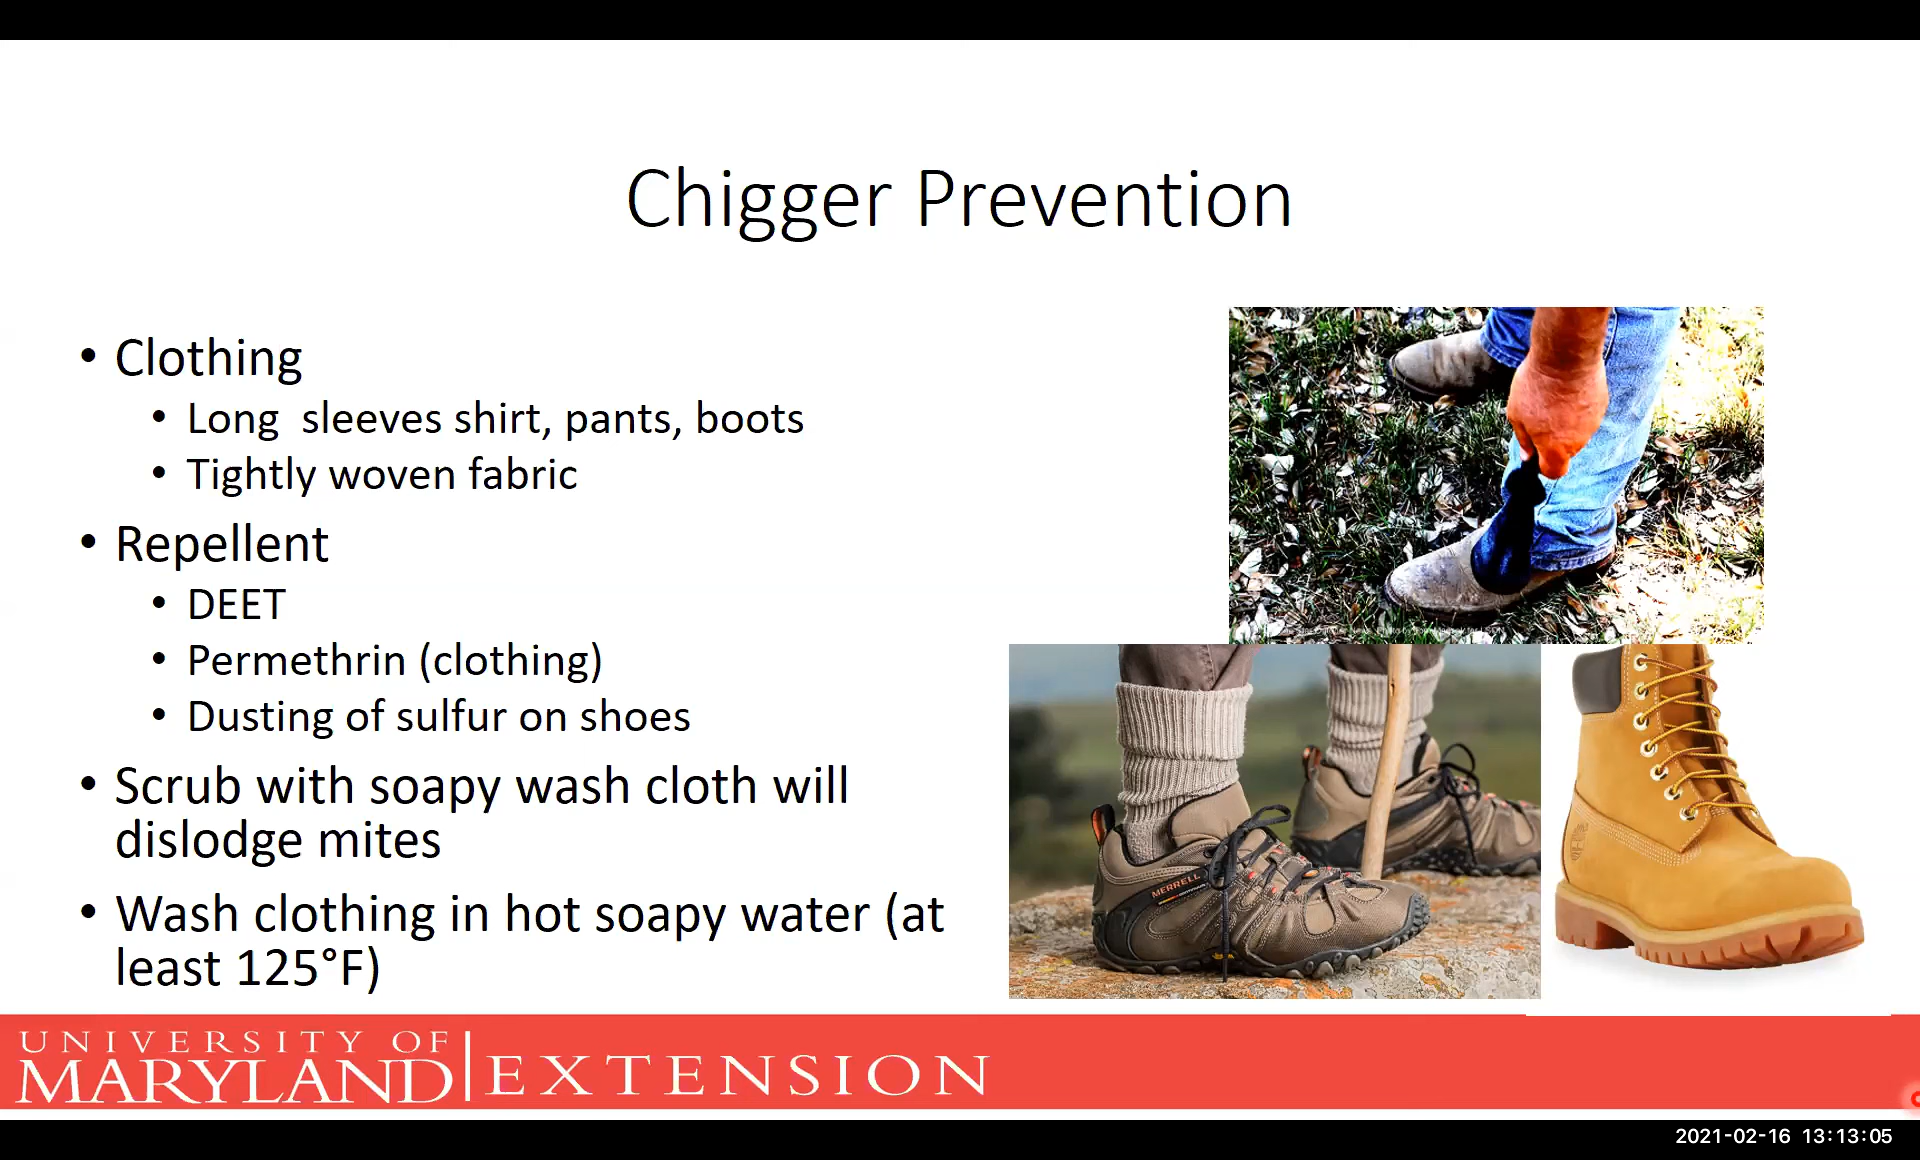 Chigger Prevention
• Clothing
• Long sleeves shirt, pants, boots
• Tightly woven fabric
• Repellent
• DEET
• Permethrin (clothing)
• Dusting of sulfur on shoes
• Scrub with soapy wash cloth will
dislodge mites
• Wash clothing in hot soapy water (at
least 125°F)
MERRELL
UNIVERSITY OF
MARYLAND
EXTENSION
2021-02-16 13:13:05